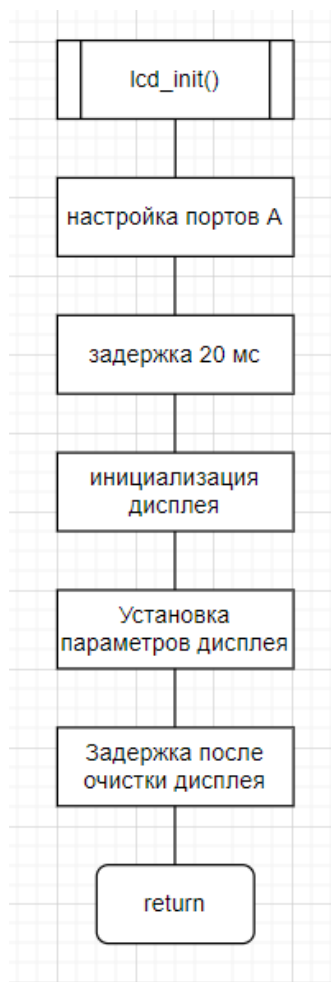 lcd_init()
настройка портов A
задержка 20 мс
инициализация
дисплея
Установка
параметров дисплея
Задержка после
очистки дисплея
return